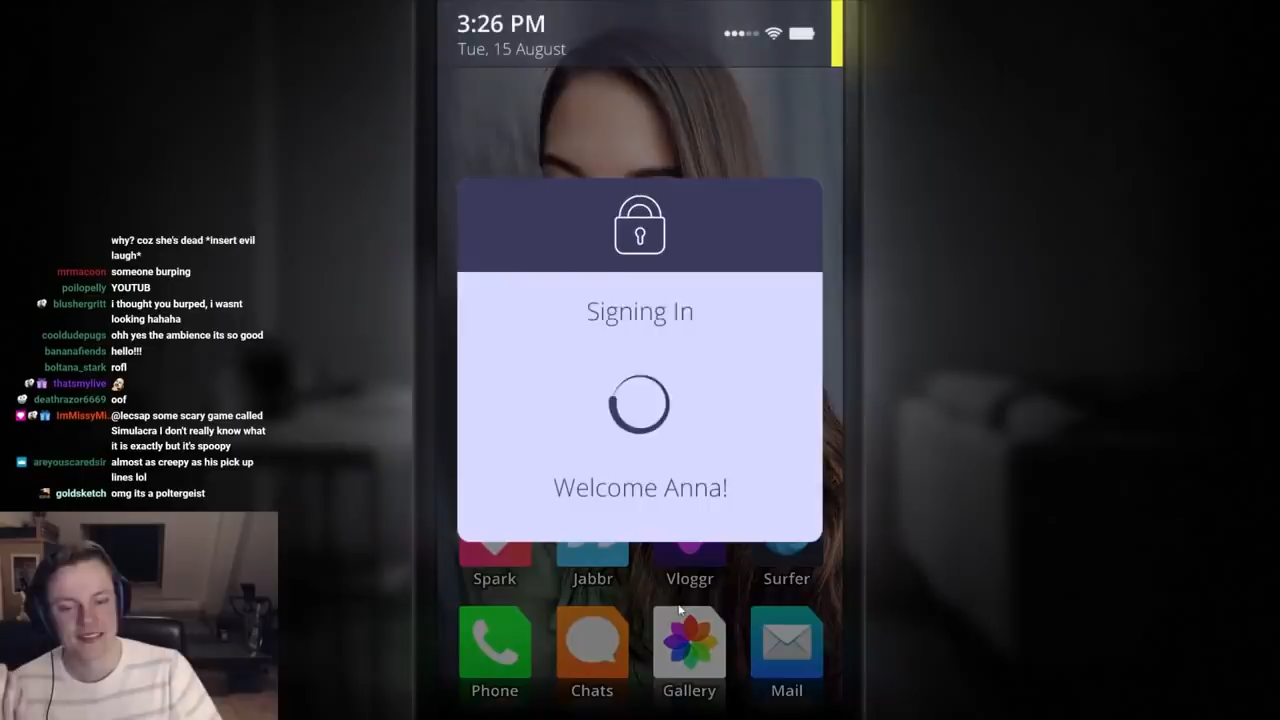 3:26 PM
Tue, 15 August
why? coz she's dead *insert evil
laugh*
mrmacoon someone burping
poilopelly YOUTUB
blushergritt i thought you burped, i wasnt
looking hahaha
cooldudepugs ohh yes the ambience its so good
bananafiends hello!!!
boltana_stark rofl
thatsmylive
deathrazor6669 oof
ImMissyMi.. @lecsap some scary game called
Simulacra I don't really know what
it is exactly but it's spoopy
areyouscaredsir almost as creepy as his pick up
lines lol
goldsketch omg its a poltergeist
Signing In
Welcome Anna!
Spark Jabbr Vloggr Surfer
Phone Chats Gallery Mail